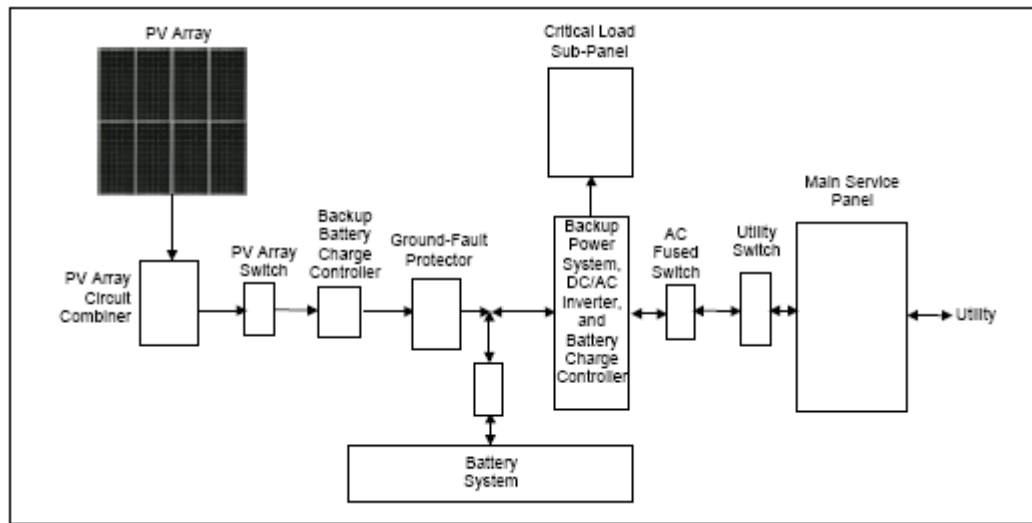 PV Array
Critical Load
Sub-Panel
Main Service
Panel
Backup
Battery
Charge
Controller
PV Array
Switch
Ground-Fault
Protector
Backup
Power
System,
DC/AC
Inverter,
and
Battery
Charge
Controller
AC
Fused
Switch
Utility
Switch
PV Array
Circuit
Combiner
Utility
Battery
System